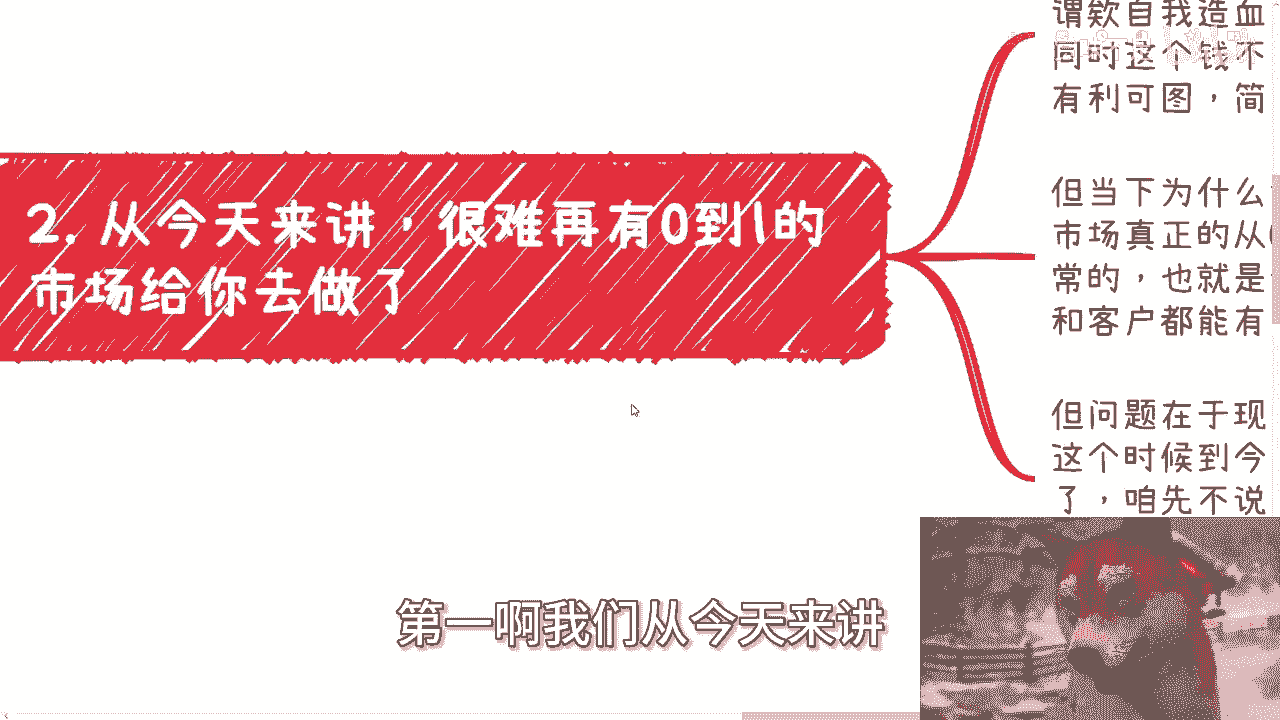 2. 从今天来讲，很难再有0到1的
市场给你去做了
谓欸自我造血
同时这个钱不
有利可图，简
但当下为什么
市场真正的从
常的，也就是
和客户都能有
但问题在于现
这个时候到今
了，咱先不说
第一啊我们从今天来讲